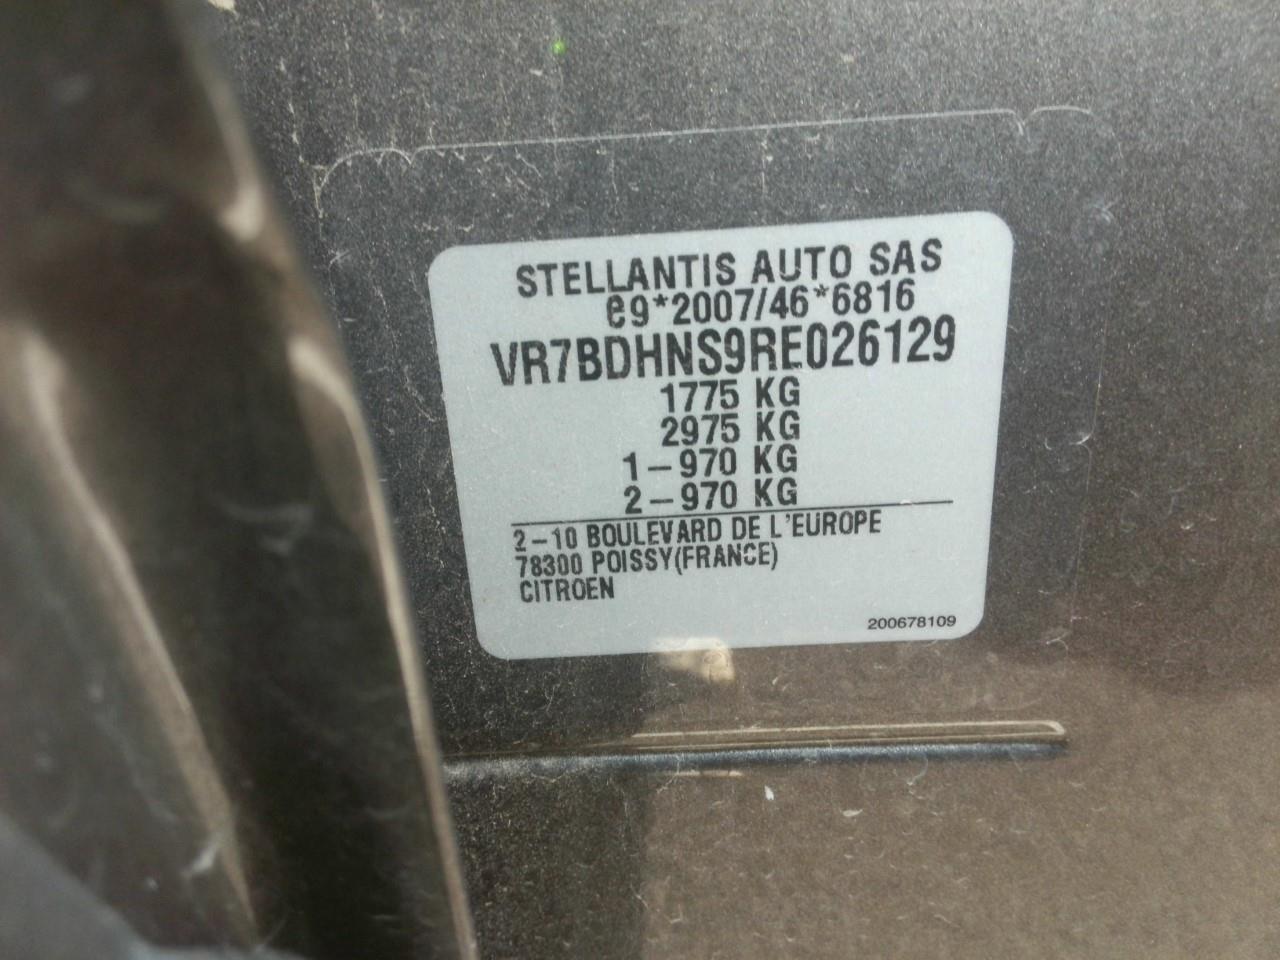 STELLANTIS AUTO SAS
e9*2007/46*6816
VR7BDHNS9RE026129
1775 KG
2975 KG
1-970 KG
2-970 KG
2-10 BOULEVARD DE L'EUROPE
78300 POISSY(FRANCE)
CITROEN
200678109